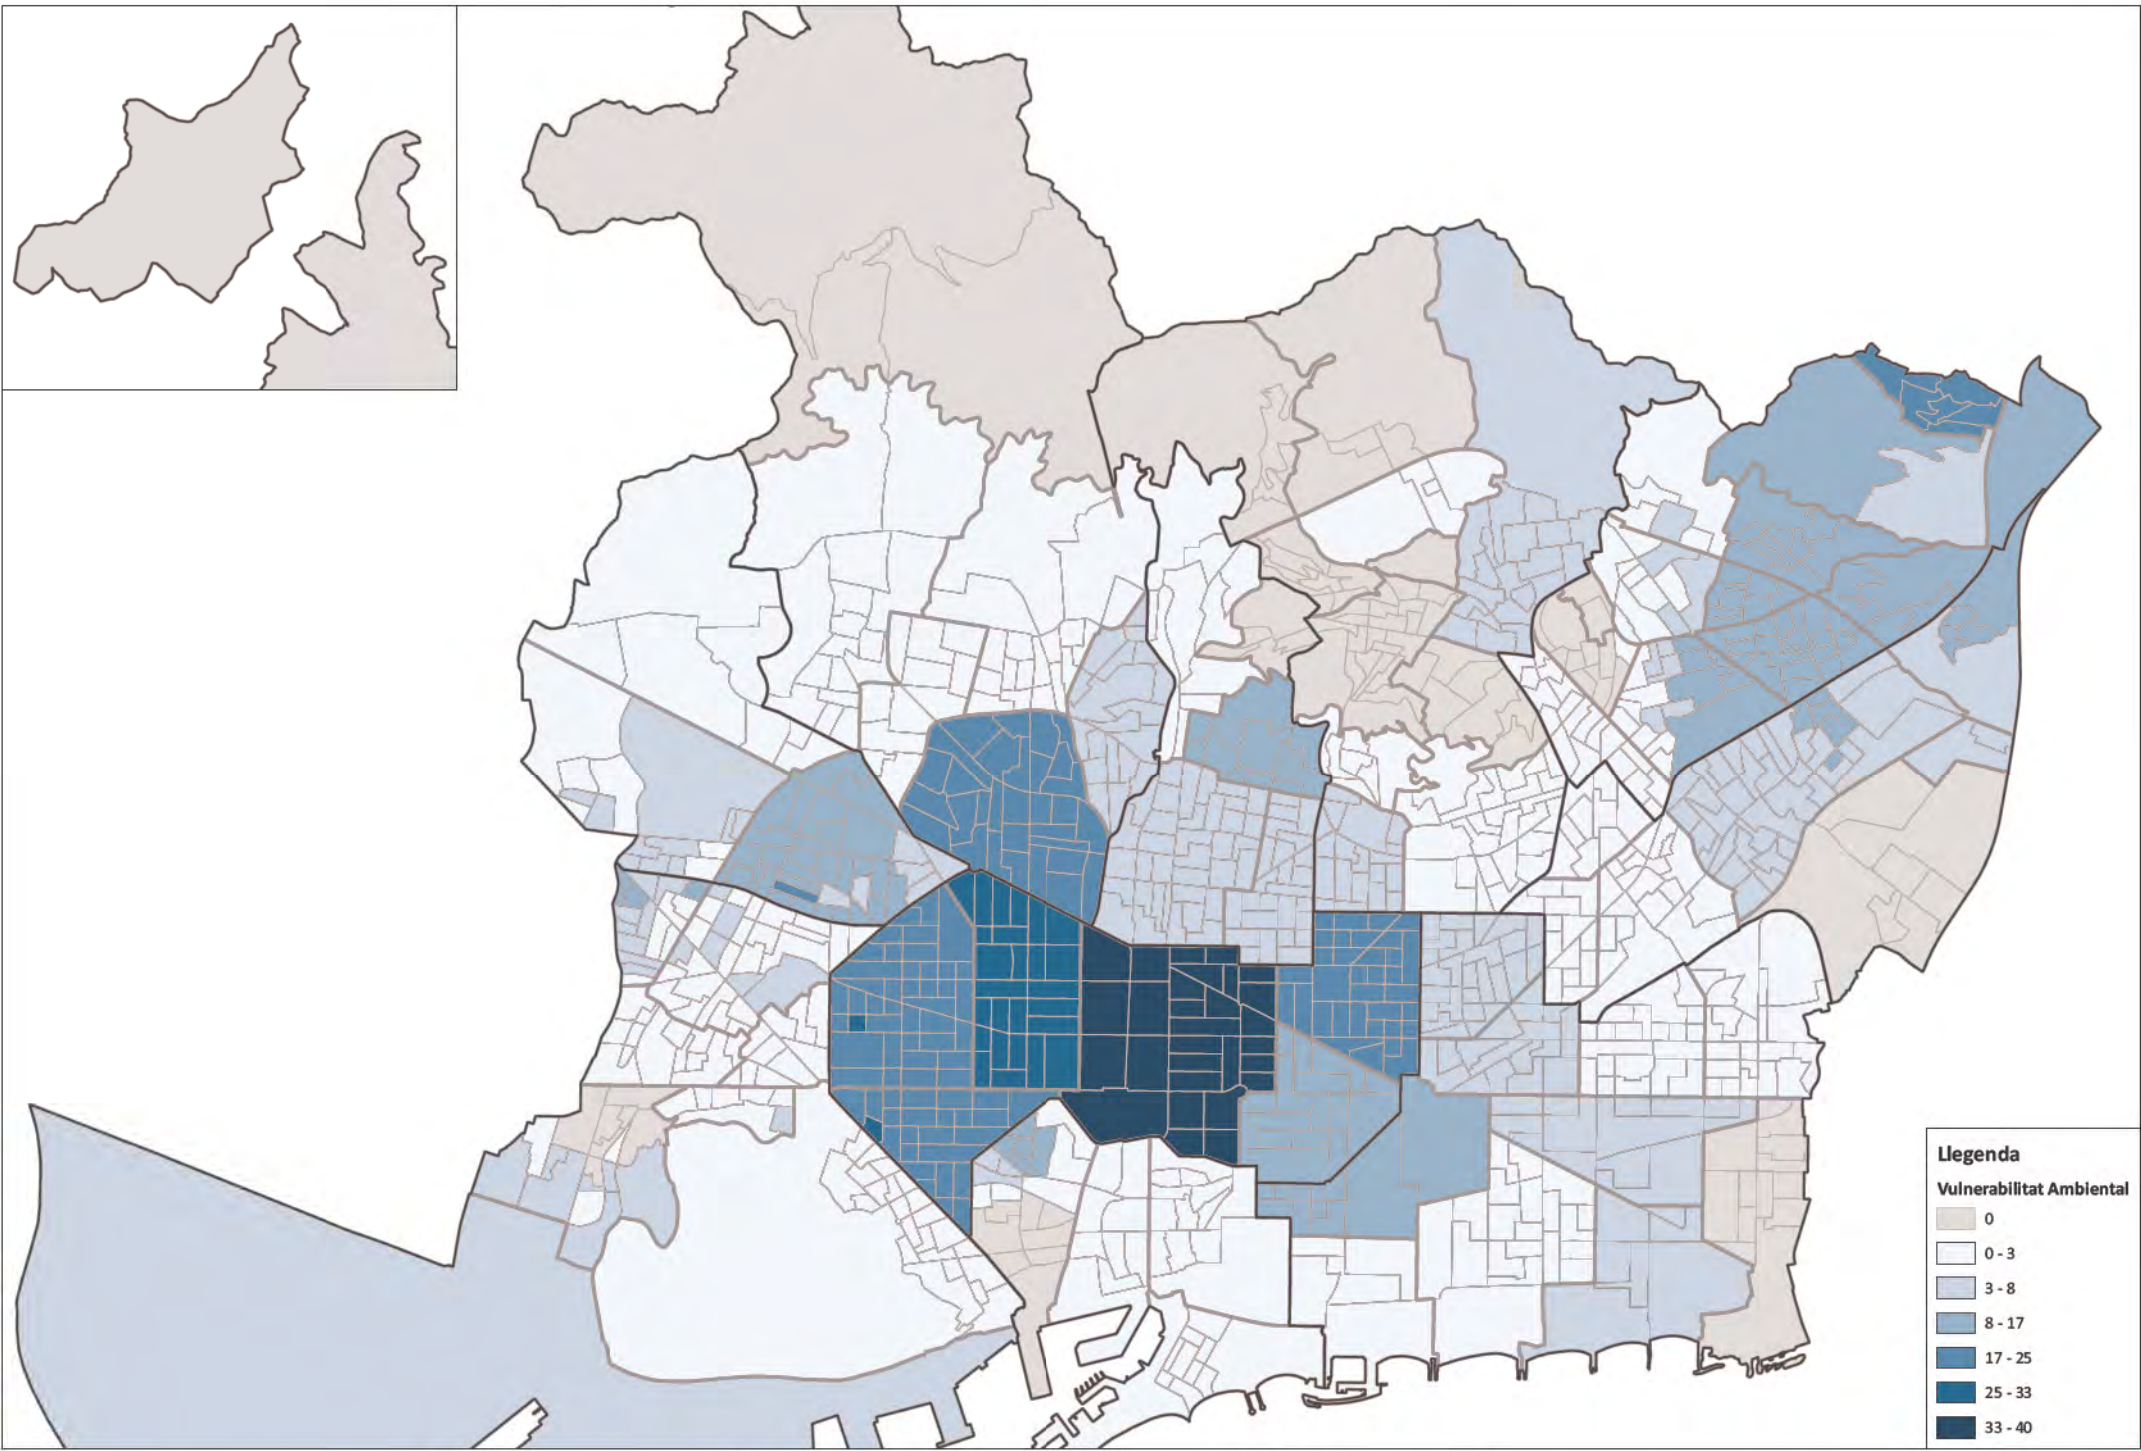 Llegenda
Vulnerabilitat Ambiental
0
0 - 3
3 - 8
8 - 17
17 - 25
25 - 33
33 - 40